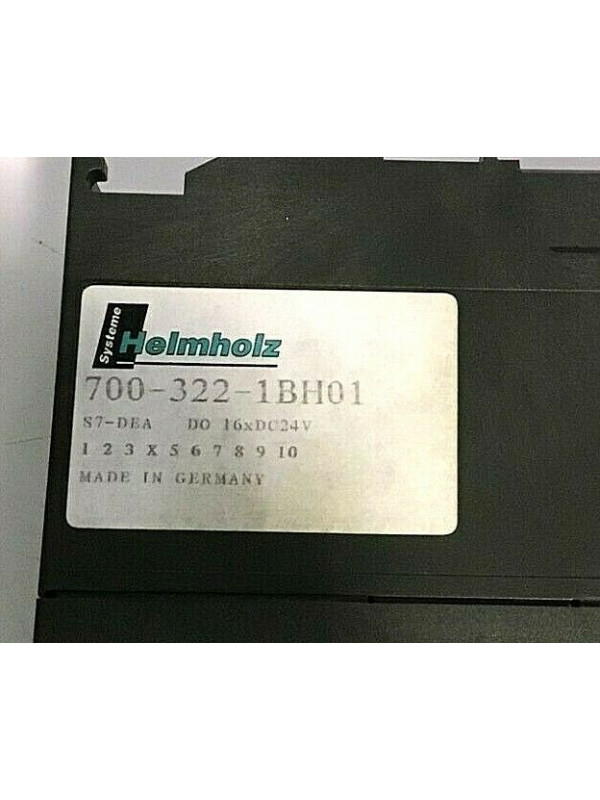 Systeme
Helmholz
700-322-1BH01
S7-DEA DO 16xDC24V
1 2 3 X 5 6 7 8 9 10
MADE IN GERMANY